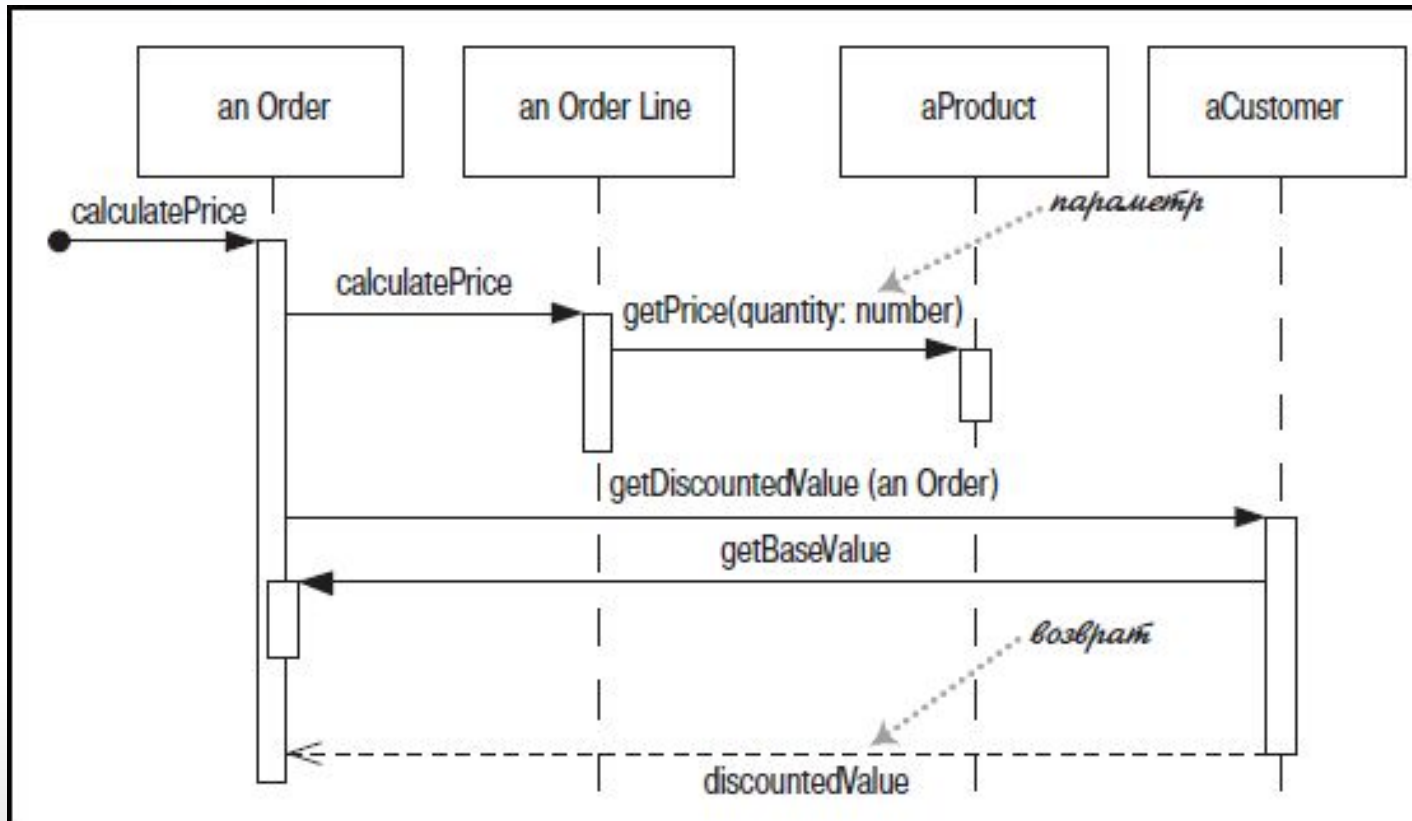 an Order
an Order Line
aProduct
aCustomer
calculatePrice
параметр
calculatePrice
getPrice(quantity: number)
getDiscountedValue (an Order)
getBaseValue
возврат
discountedValue